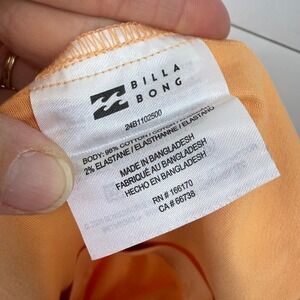 BILLA
BONG
24B1102500
BODY: 98% COTTON
2% ELASTANE / ELASTHANNE / ELASTANO
MADE IN BANGLADESH
FABRIQUÉ AU BANGLADESH
HECHO EN BANGLADESH
RN # 166170
CA # 66738